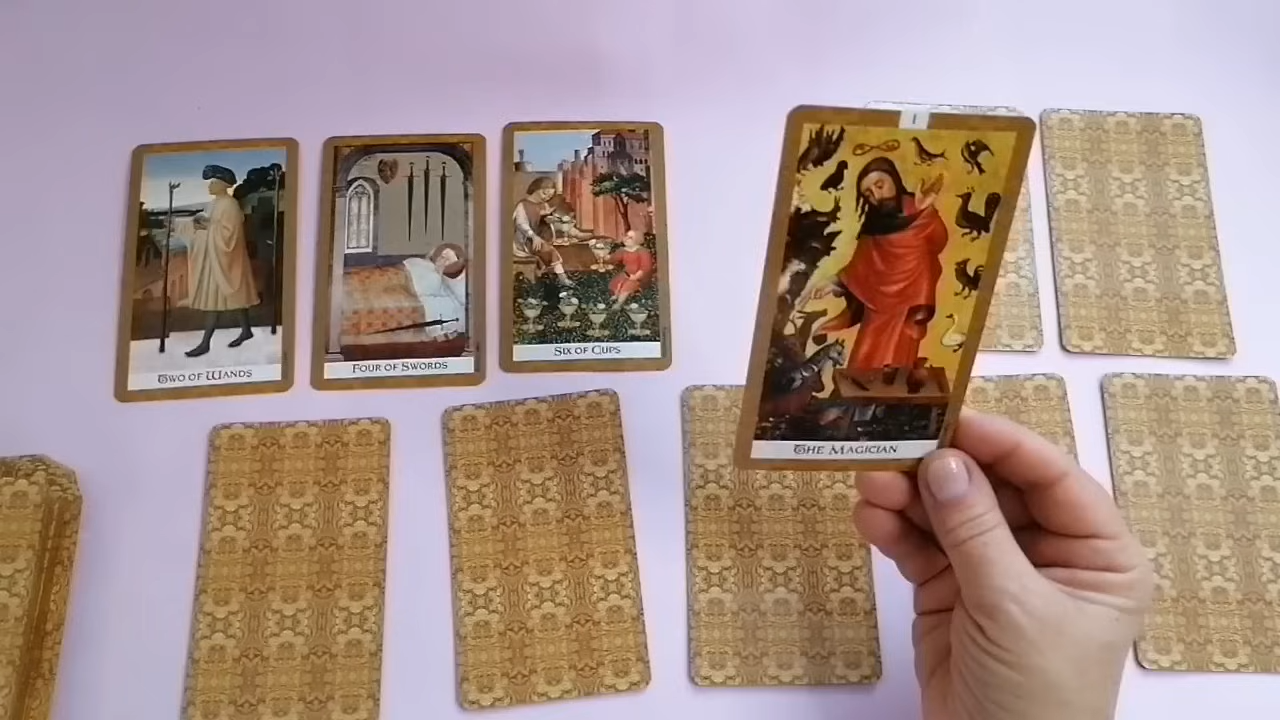 TWO OF WANDS
FOUR OF SWORDS
SIX OF CUPS
I
THE MAGICIAN